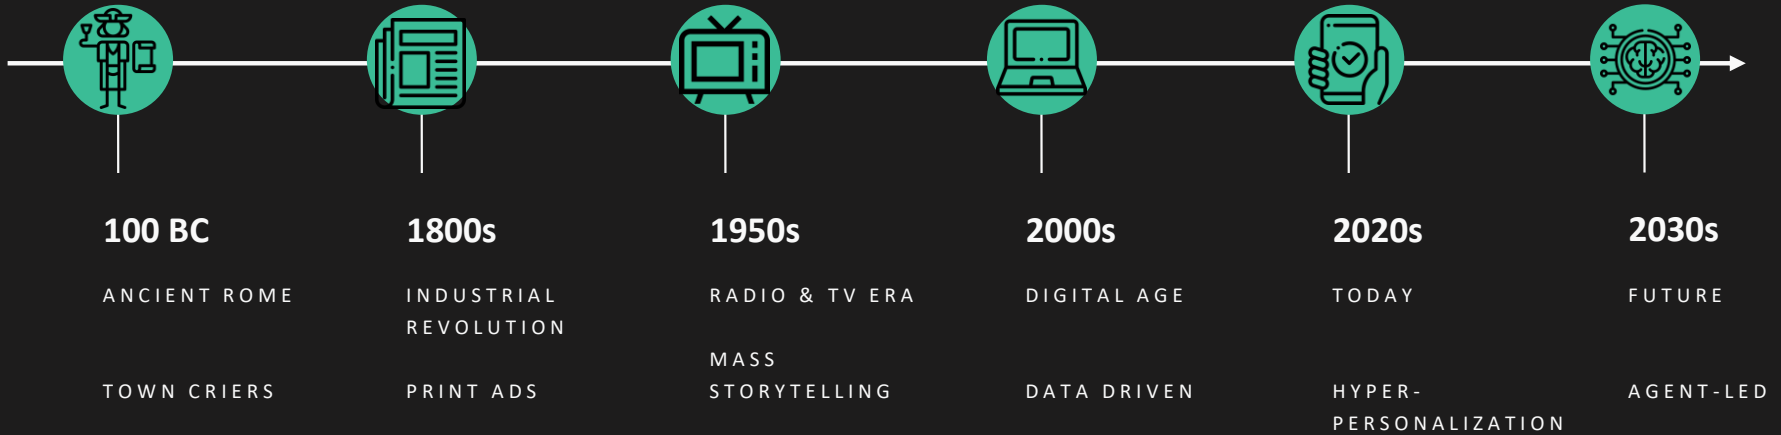 100 BC
ANCIENT ROME
TOWN CRIERS
1800s
INDUSTRIAL
REVOLUTION
PRINT ADS
1950s
RADIO & TV ERA
MASS
STORYTELLING
2000s
DIGITAL AGE
DATA DRIVEN
2020s
TODAY
HYPER-
PERSONALIZATION
2030s
FUTURE
AGENT-LED